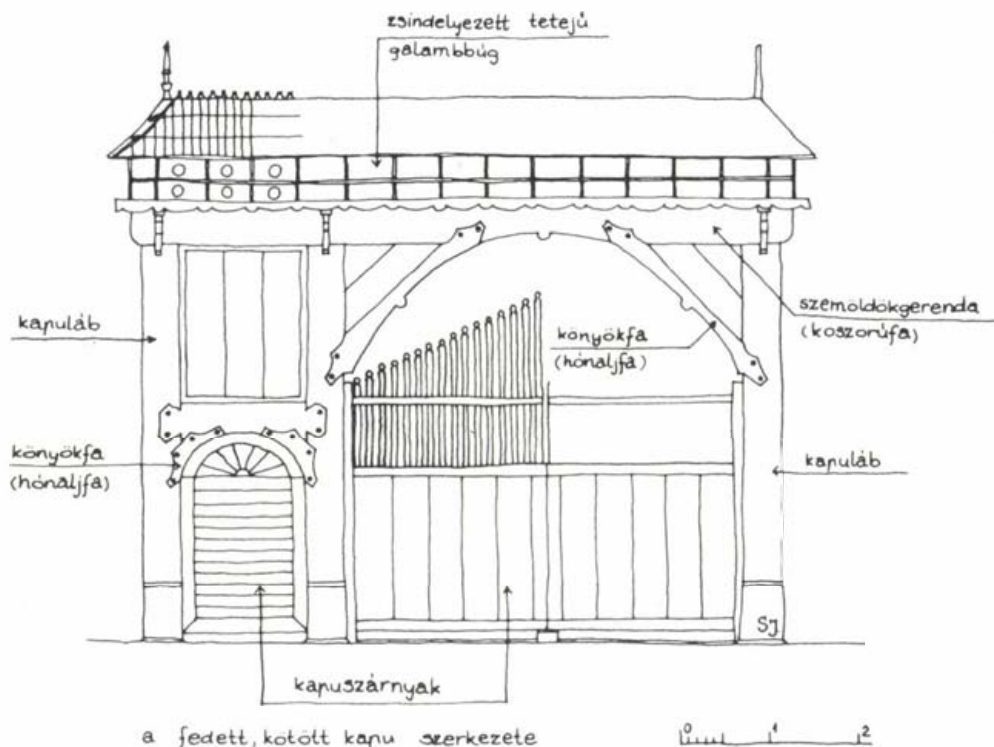 zsindelyezett tetejű
galambbúg
kapuláb
szemöldökgerenda
(koszorúfa)
könyökfa
(hónaljfa)
könyökfa
(hónaljfa)
kapuláb
SJ
kapuszárnyak
a fedett, kötött kapu szerkezete
0 1 2